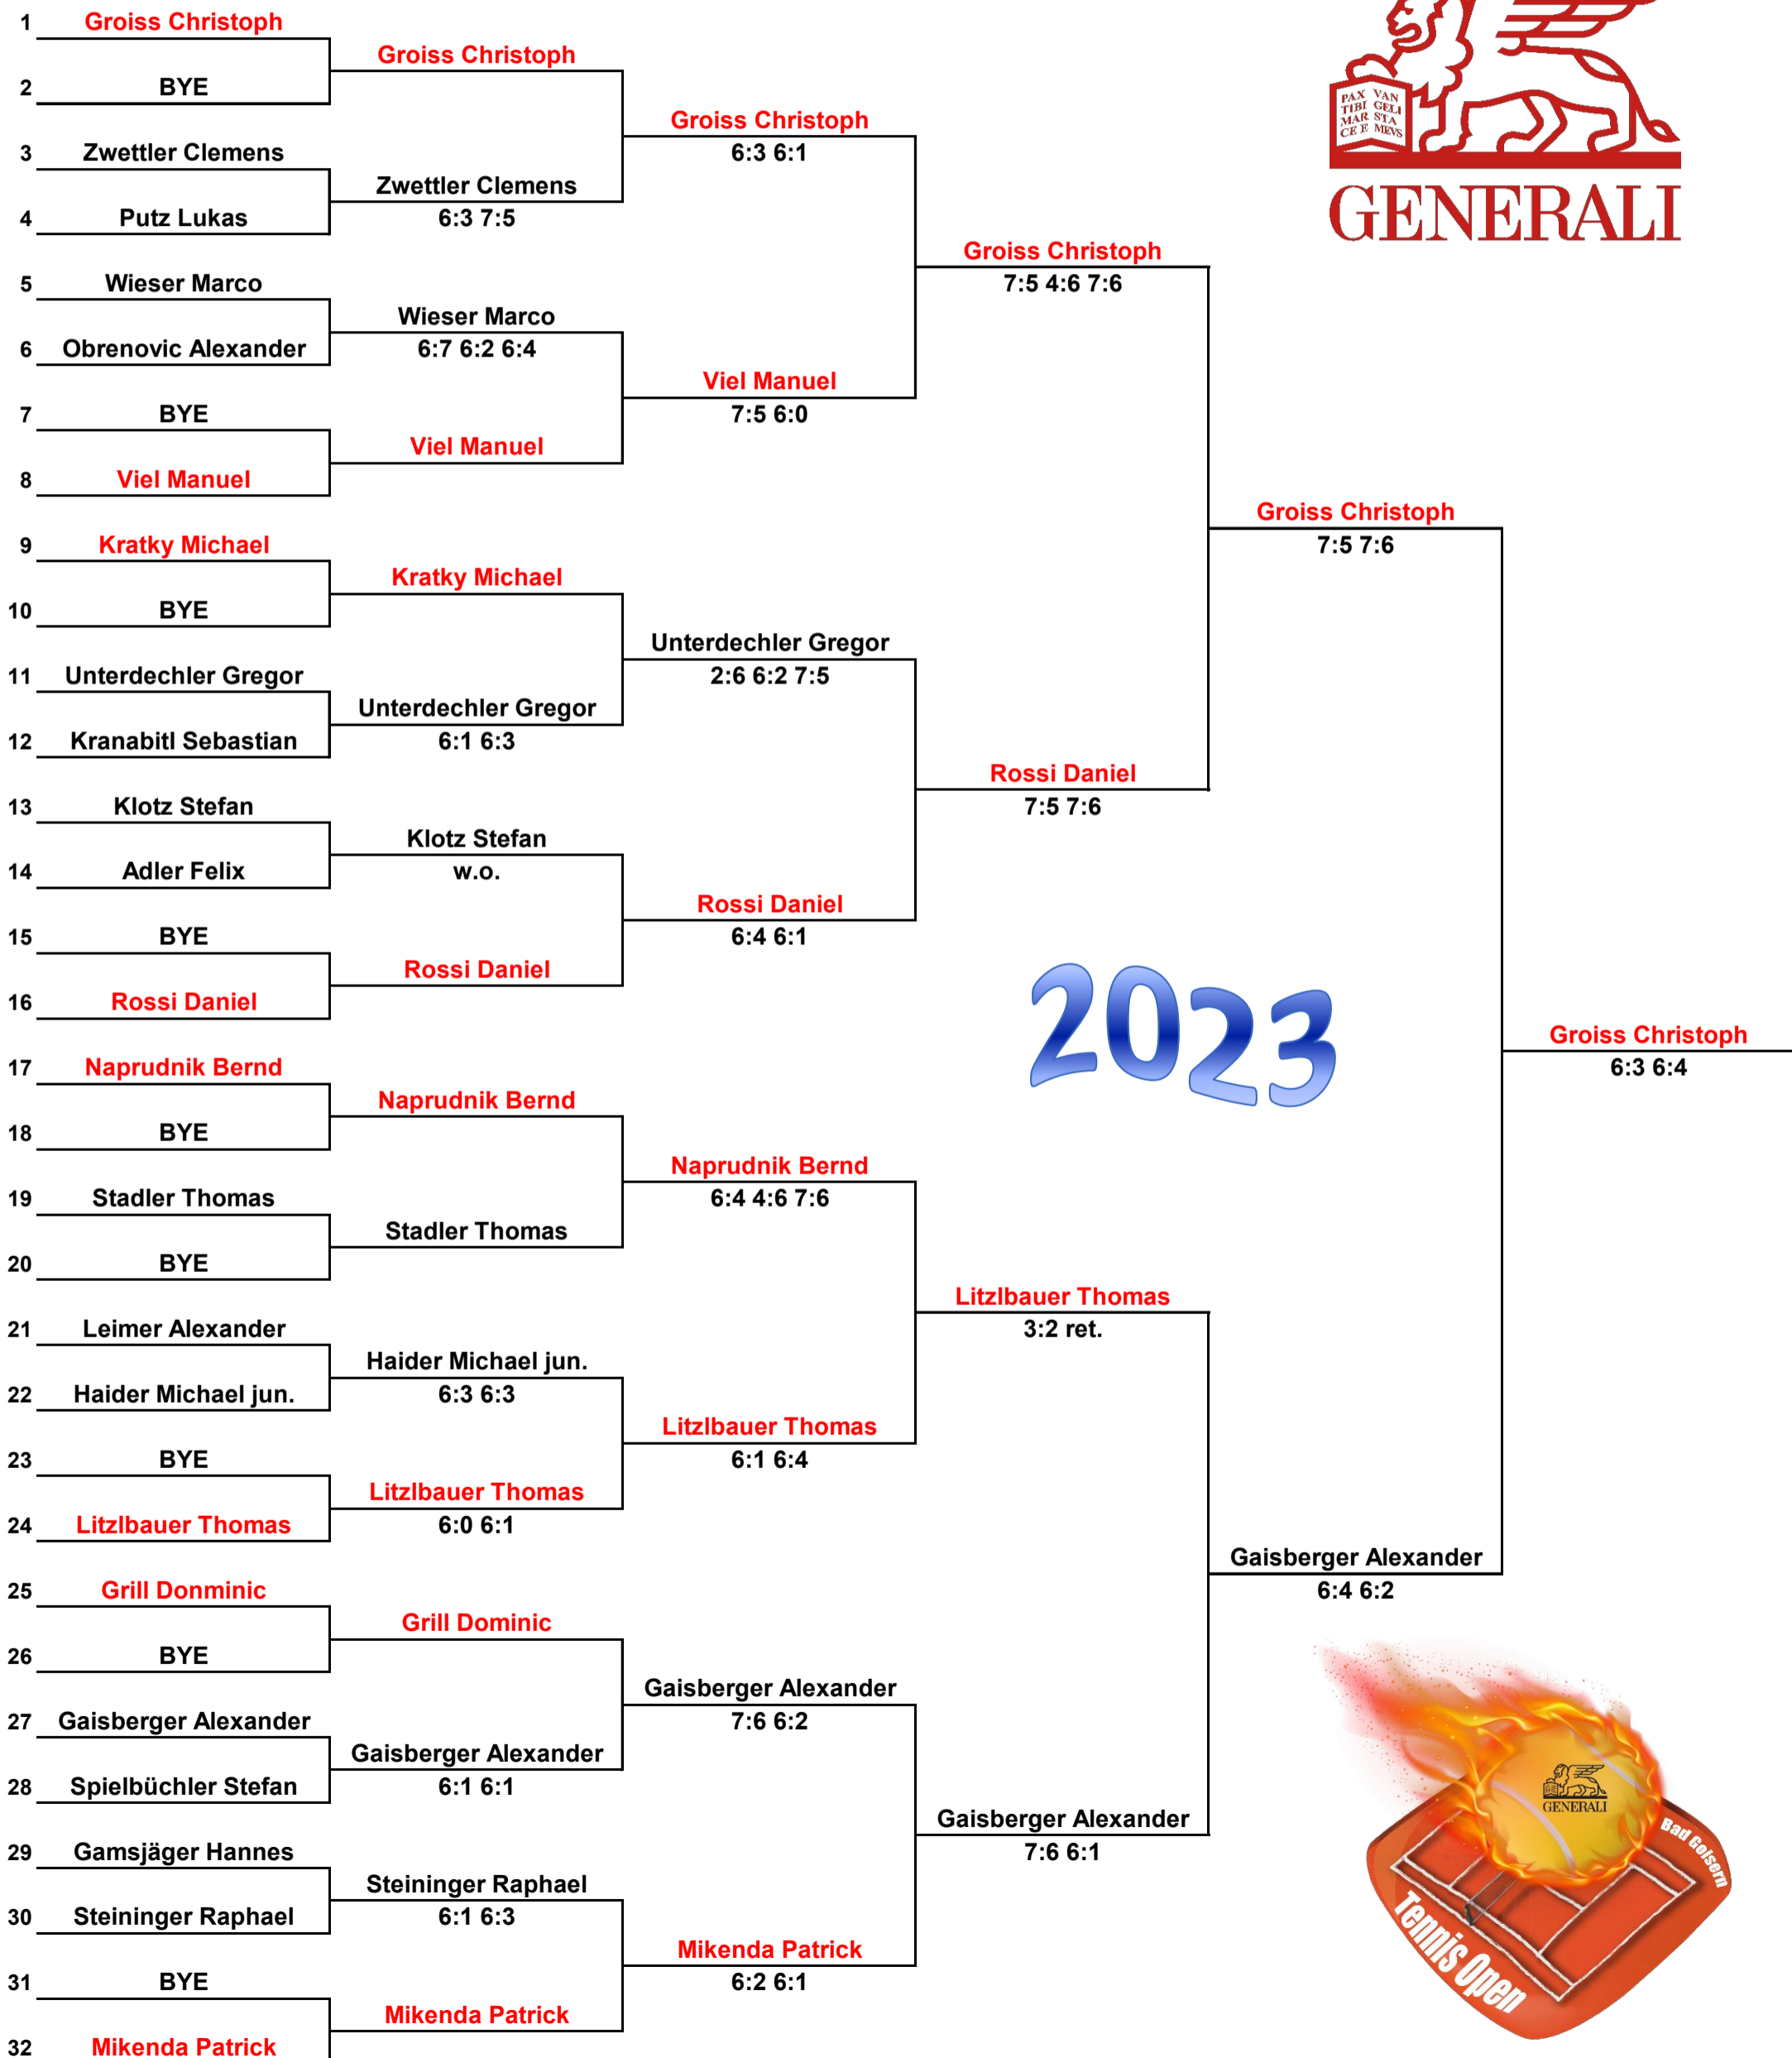 1 Groiss Christoph
2 BYE
3 Zwettler Clemens
4 Putz Lukas
5 Wieser Marco
6 Obrenovic Alexander
7 BYE
8 Viel Manuel
9 Kratky Michael
10 BYE
11 Unterdechler Gregor
12 Kranabitl Sebastian
13 Klotz Stefan
14 Adler Felix
15 BYE
16 Rossi Daniel
17 Naprudnik Bernd
18 BYE
19 Stadler Thomas
20 BYE
21 Leimer Alexander
22 Haider Michael jun.
23 BYE
24 Litzlbauer Thomas
25 Grill Donminic
26 BYE
27 Gaisberger Alexander
28 Spielbüchler Stefan
29 Gamsjäger Hannes
30 Steininger Raphael
31 BYE
32 Mikenda Patrick
Groiss Christoph
Zwettler Clemens
6:3 7:5
Wieser Marco
6:7 6:2 6:4
Viel Manuel
Kratky Michael
Unterdechler Gregor
6:1 6:3
Klotz Stefan
w.o.
Rossi Daniel
Naprudnik Bernd
Stadler Thomas
Haider Michael jun.
6:3 6:3
Litzlbauer Thomas
6:0 6:1
Grill Dominic
Gaisberger Alexander
6:1 6:1
Steininger Raphael
6:1 6:3
Mikenda Patrick
Groiss Christoph
6:3 6:1
Viel Manuel
7:5 6:0
Unterdechler Gregor
2:6 6:2 7:5
Rossi Daniel
6:4 6:1
Naprudnik Bernd
6:4 4:6 7:6
Litzlbauer Thomas
6:1 6:4
Gaisberger Alexander
7:6 6:2
Mikenda Patrick
6:2 6:1
Groiss Christoph
7:5 4:6 7:6
Rossi Daniel
7:5 7:6
Litzlbauer Thomas
3:2 ret.
Gaisberger Alexander
7:6 6:1
Groiss Christoph
7:5 7:6
Gaisberger Alexander
6:4 6:2
Groiss Christoph
6:3 6:4
PAX VAN
TIBI GELI
MAR STA
CE E MEVS
GENERALI
2023
GENERALI
Bad Goisern
Tennis Open